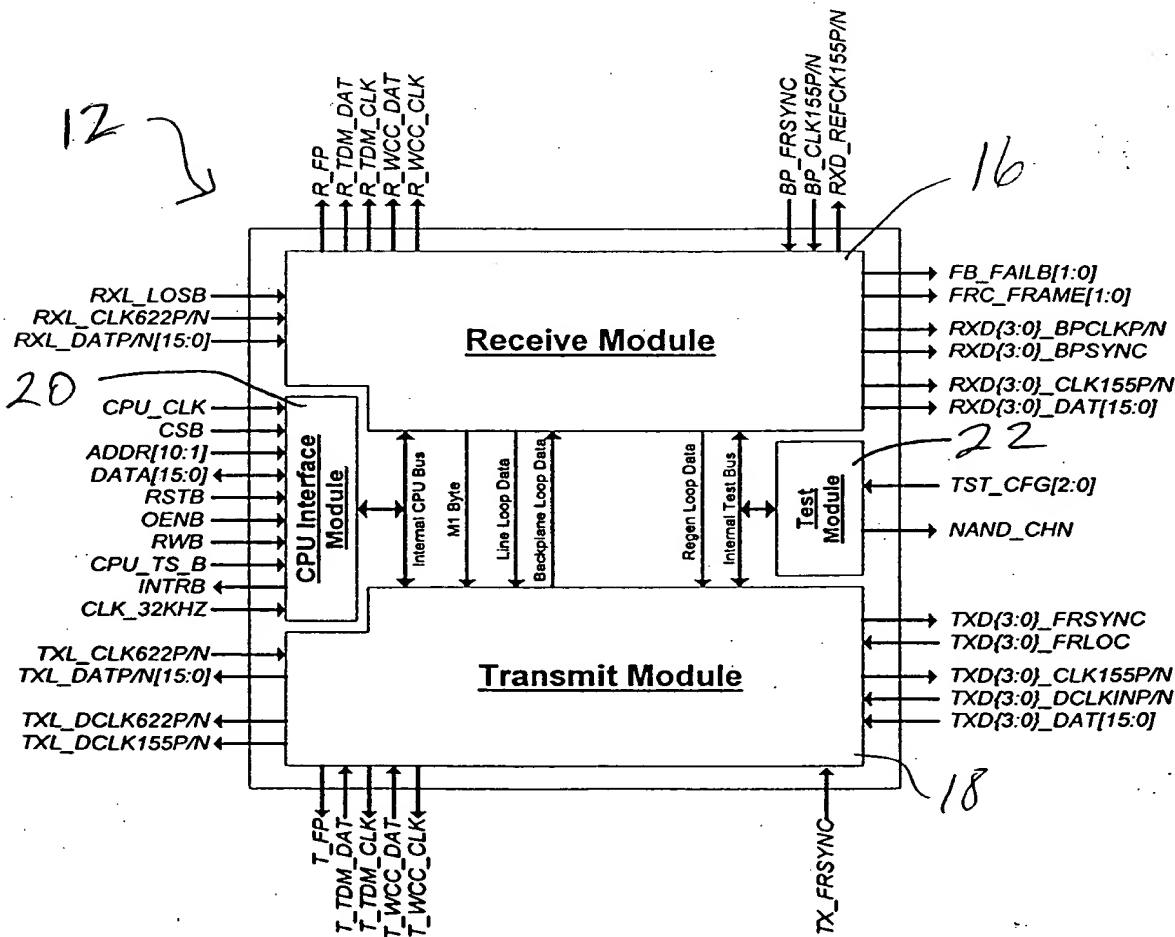 12
R_FP
R_TDM_DAT
R_TDM_CLK
R_WCC_DAT
R_WCC_CLK
BP_FRSYNC
BP_CLK155P/N
RXD_REFCK155P/N
16
RXL_LOSB
RXL_CLK622P/N
RXL_DATP/N[15:0]
Receive Module
FB_FAILB[1:0]
FRC_FRAME[1:0]
RXD{3:0}_BPCLKP/N
RXD{3:0}_BPSYNC
RXD{3:0}_CLK155P/N
RXD{3:0}_DAT[15:0]
20
CPU_CLK
CSB
ADDR[10:1]
DATA[15:0]
RSTB
OENB
RWB
CPU_TS_B
INTRB
CLK_32KHZ
CPU Interface
Module
Internal CPU Bus
M1 Byte
Line Loop Data
Backplane Loop Data
Regen Loop Data
Internal Test Bus
Test
Module
22
TST_CFG[2:0]
NAND_CHN
TXL_CLK622P/N
TXL_DATP/N[15:0]
TXL_DCLK622P/N
TXL_DCLK155P/N
Transmit Module
TXD{3:0}_FRSYNC
TXD{3:0}_FRLOC
TXD{3:0}_CLK155P/N
TXD{3:0}_DCLKINP/N
TXD{3:0}_DAT[15:0]
18
T_FP
T_TDM_DAT
T_TDM_CLK
T_WCC_DAT
T_WCC_CLK
TX_FRSYNC